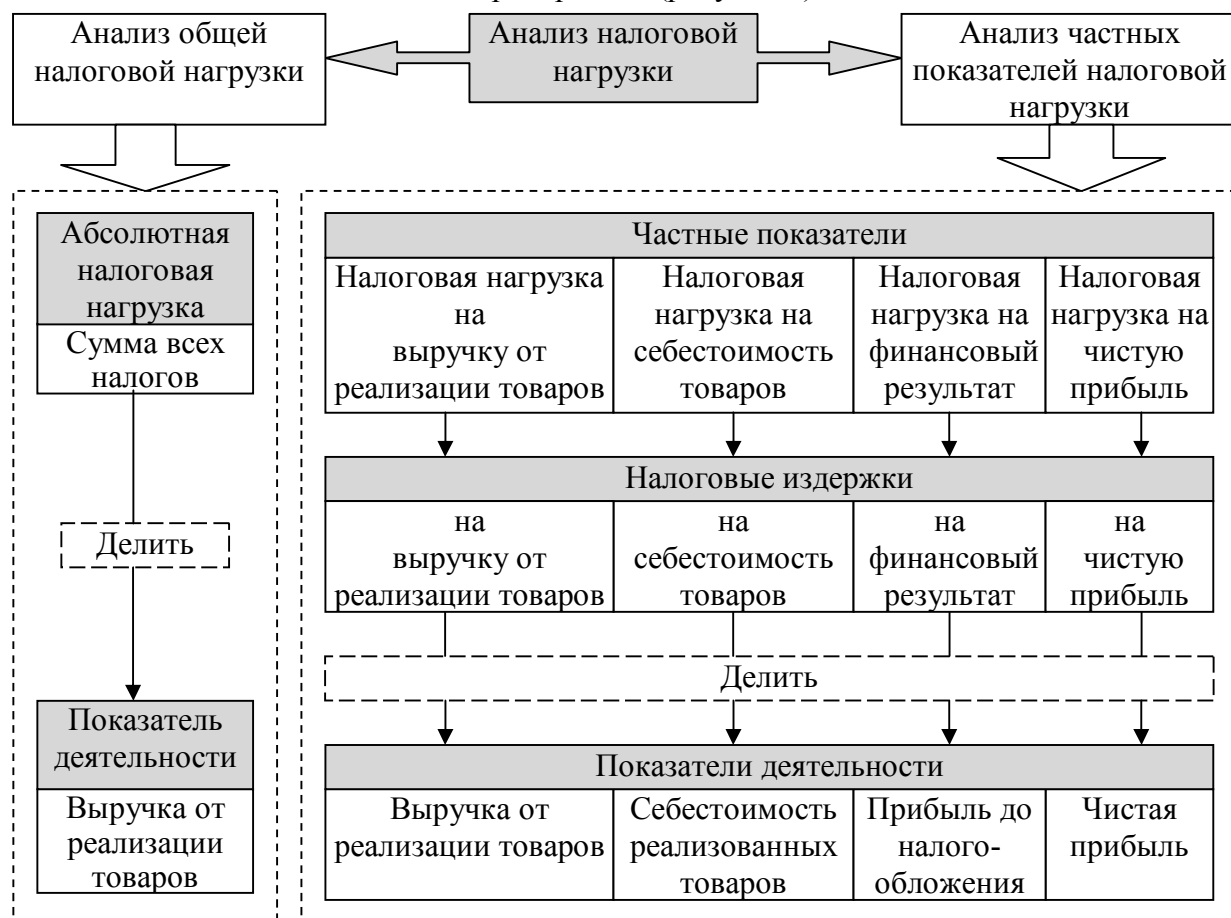 Анализ общей
налоговой нагрузки
Анализ налоговой
нагрузки
Анализ частных
показателей налоговой
нагрузки
Абсолютная
налоговая
нагрузка
Сумма всех
налогов
Делить
Показатель
деятельности
Выручка от
реализации
товаров
Частные показатели
Налоговая нагрузка
на
выручку от
реализации товаров
Налоговая
нагрузка на
себестоимость
товаров
Налоговая
нагрузка на
финансовый
результат
Налоговая
нагрузка на
чистую
прибыль
Налоговые издержки
на
выручку от
реализации товаров
на
себестоимость
товаров
на
финансовый
результат
на
чистую
прибыль
Делить
Показатели деятельности
Выручка от
реализации товаров
Себестоимость
реализованных
товаров
Прибыль до
налого-
обложения
Чистая
прибыль